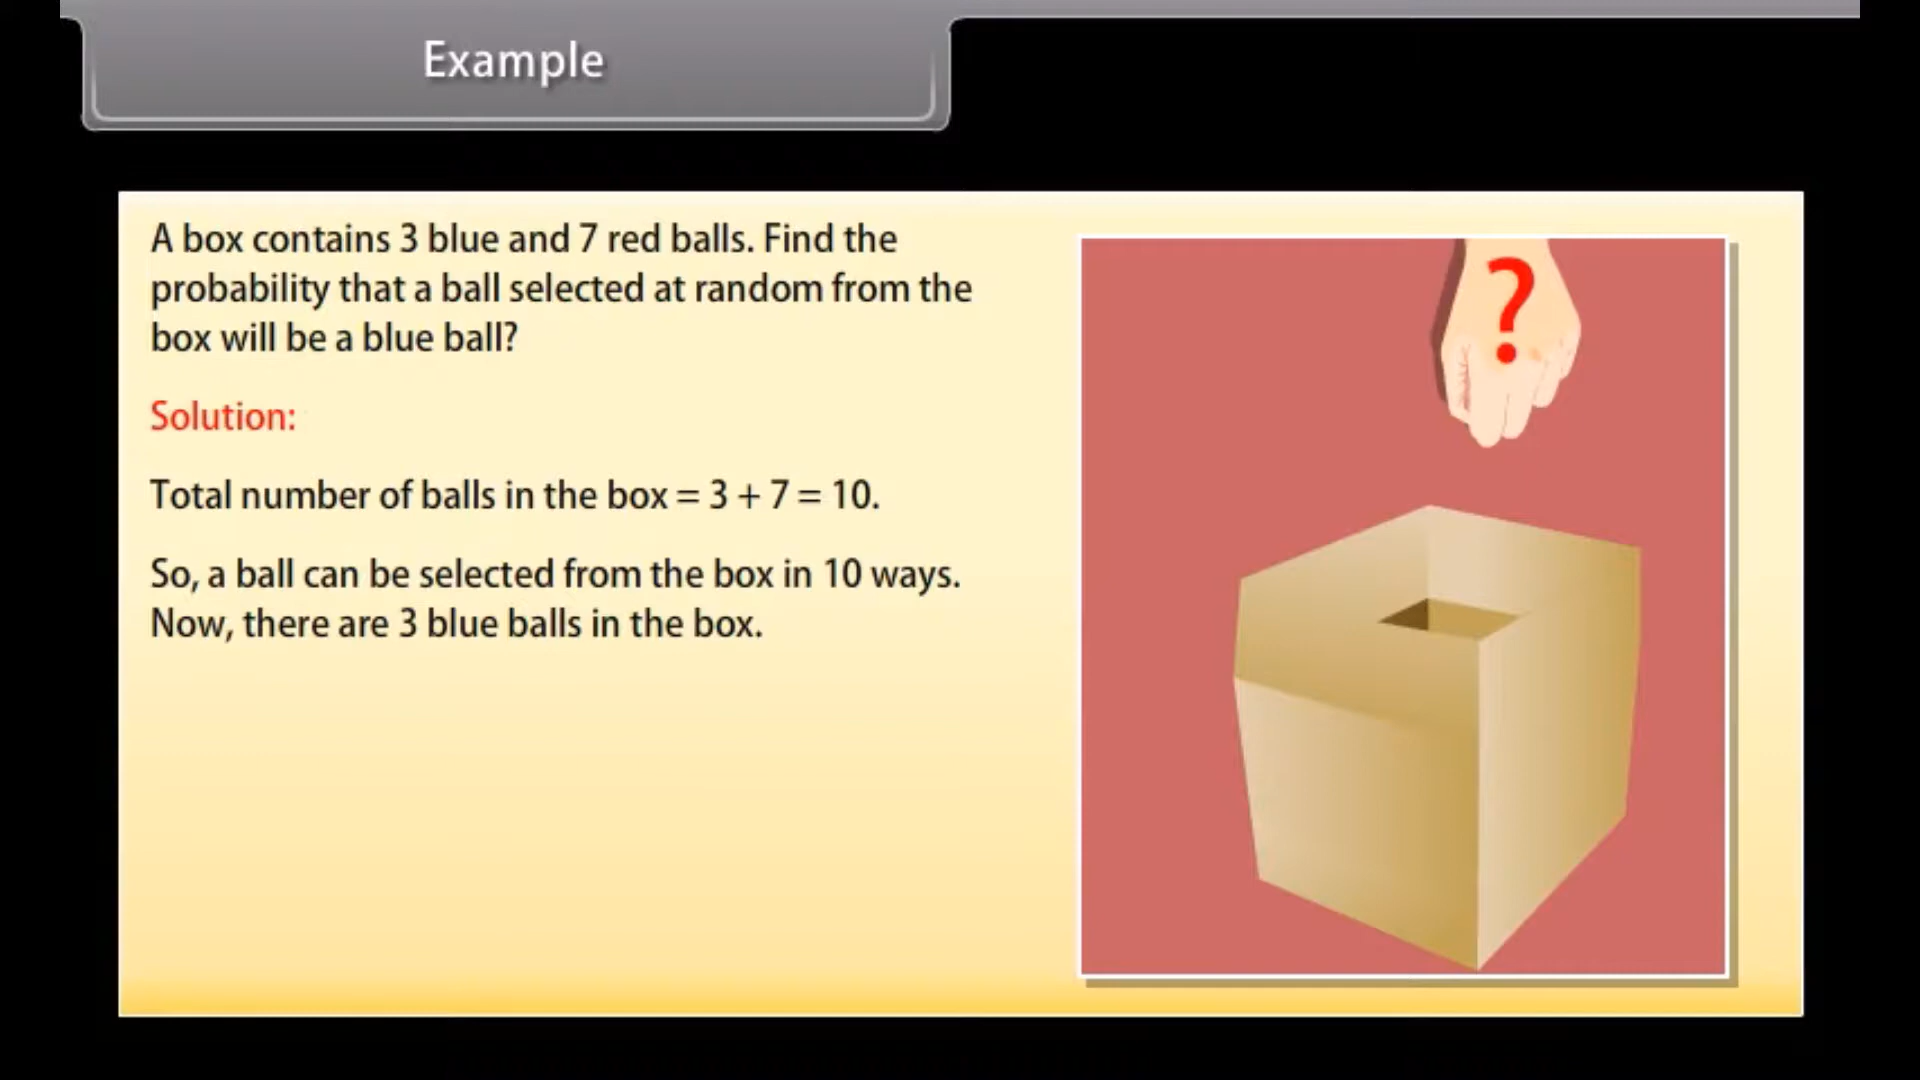 Example
A box contains 3 blue and 7 red balls. Find the
probability that a ball selected at random from the
box will be a blue ball?
Solution:
Total number of balls in the box = 3 + 7 = 10.
So, a ball can be selected from the box in 10 ways.
Now, there are 3 blue balls in the box.
?